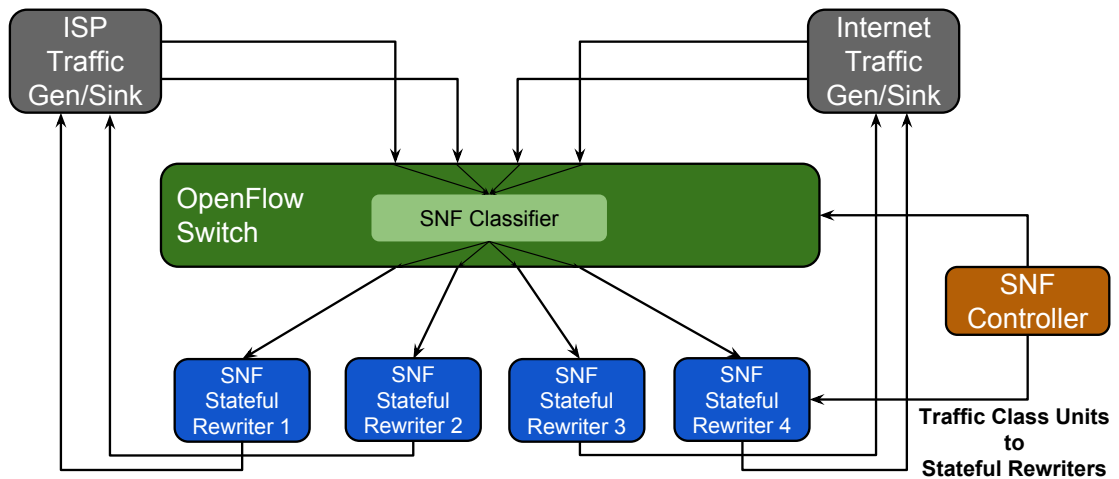 ISP
Traffic
Gen/Sink
Internet
Traffic
Gen/Sink
OpenFlow
Switch
SNF Classifier
SNF
Controller
SNF
Stateful
Rewriter 1
SNF
Stateful
Rewriter 2
SNF
Stateful
Rewriter 3
SNF
Stateful
Rewriter 4
Traffic Class Units
to
Stateful Rewriters